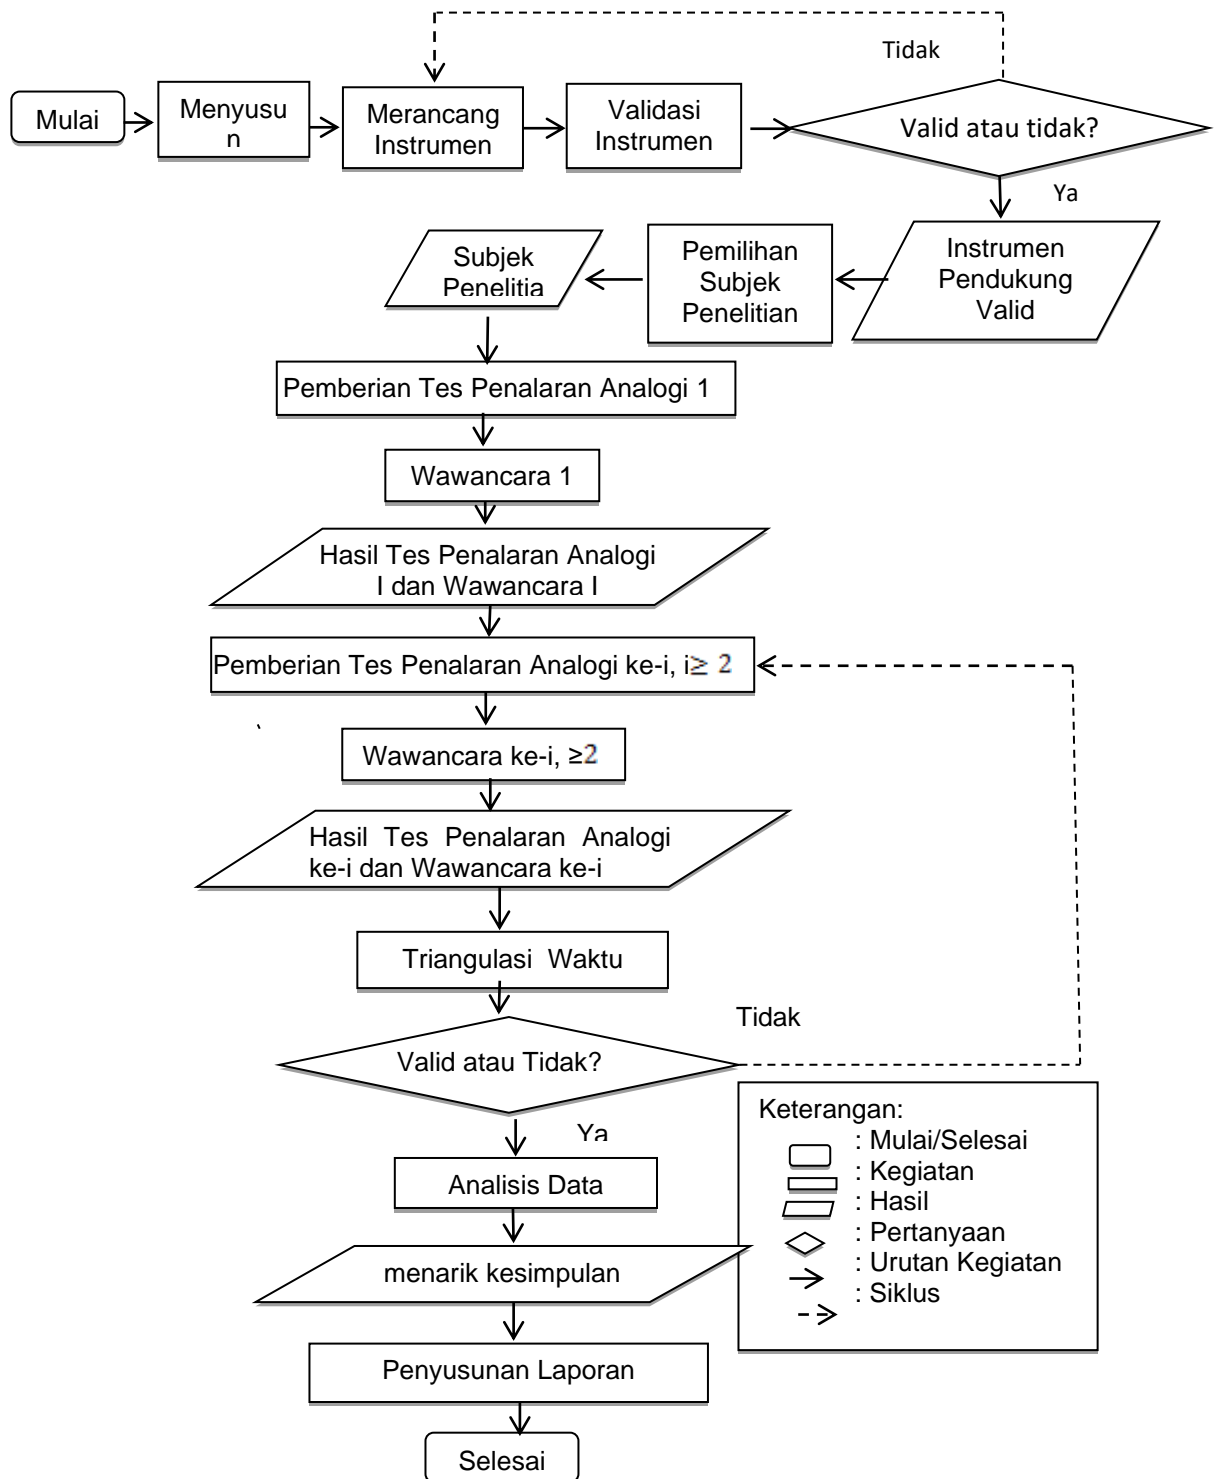 Tidak
Mulai
Menyusu
n
Merancang
Instrumen
Validasi
Instrumen
Valid atau tidak?
Ya
Instrumen
Pendukung
Valid
Pemilihan
Subjek
Penelitian
Subjek
Penelitia
Pemberian Tes Penalaran Analogi 1
Wawancara 1
Hasil Tes Penalaran Analogi
I dan Wawancara I
Pemberian Tes Penalaran Analogi ke-i, i≥ 2
Wawancara ke-i, ≥2
Hasil Tes Penalaran Analogi
ke-i dan Wawancara ke-i
Triangulasi Waktu
Tidak
Valid atau Tidak?
Ya
Analisis Data
menarik kesimpulan
Penyusunan Laporan
Selesai
Keterangan:
: Mulai/Selesai
: Kegiatan
: Hasil
: Pertanyaan
: Urutan Kegiatan
: Siklus